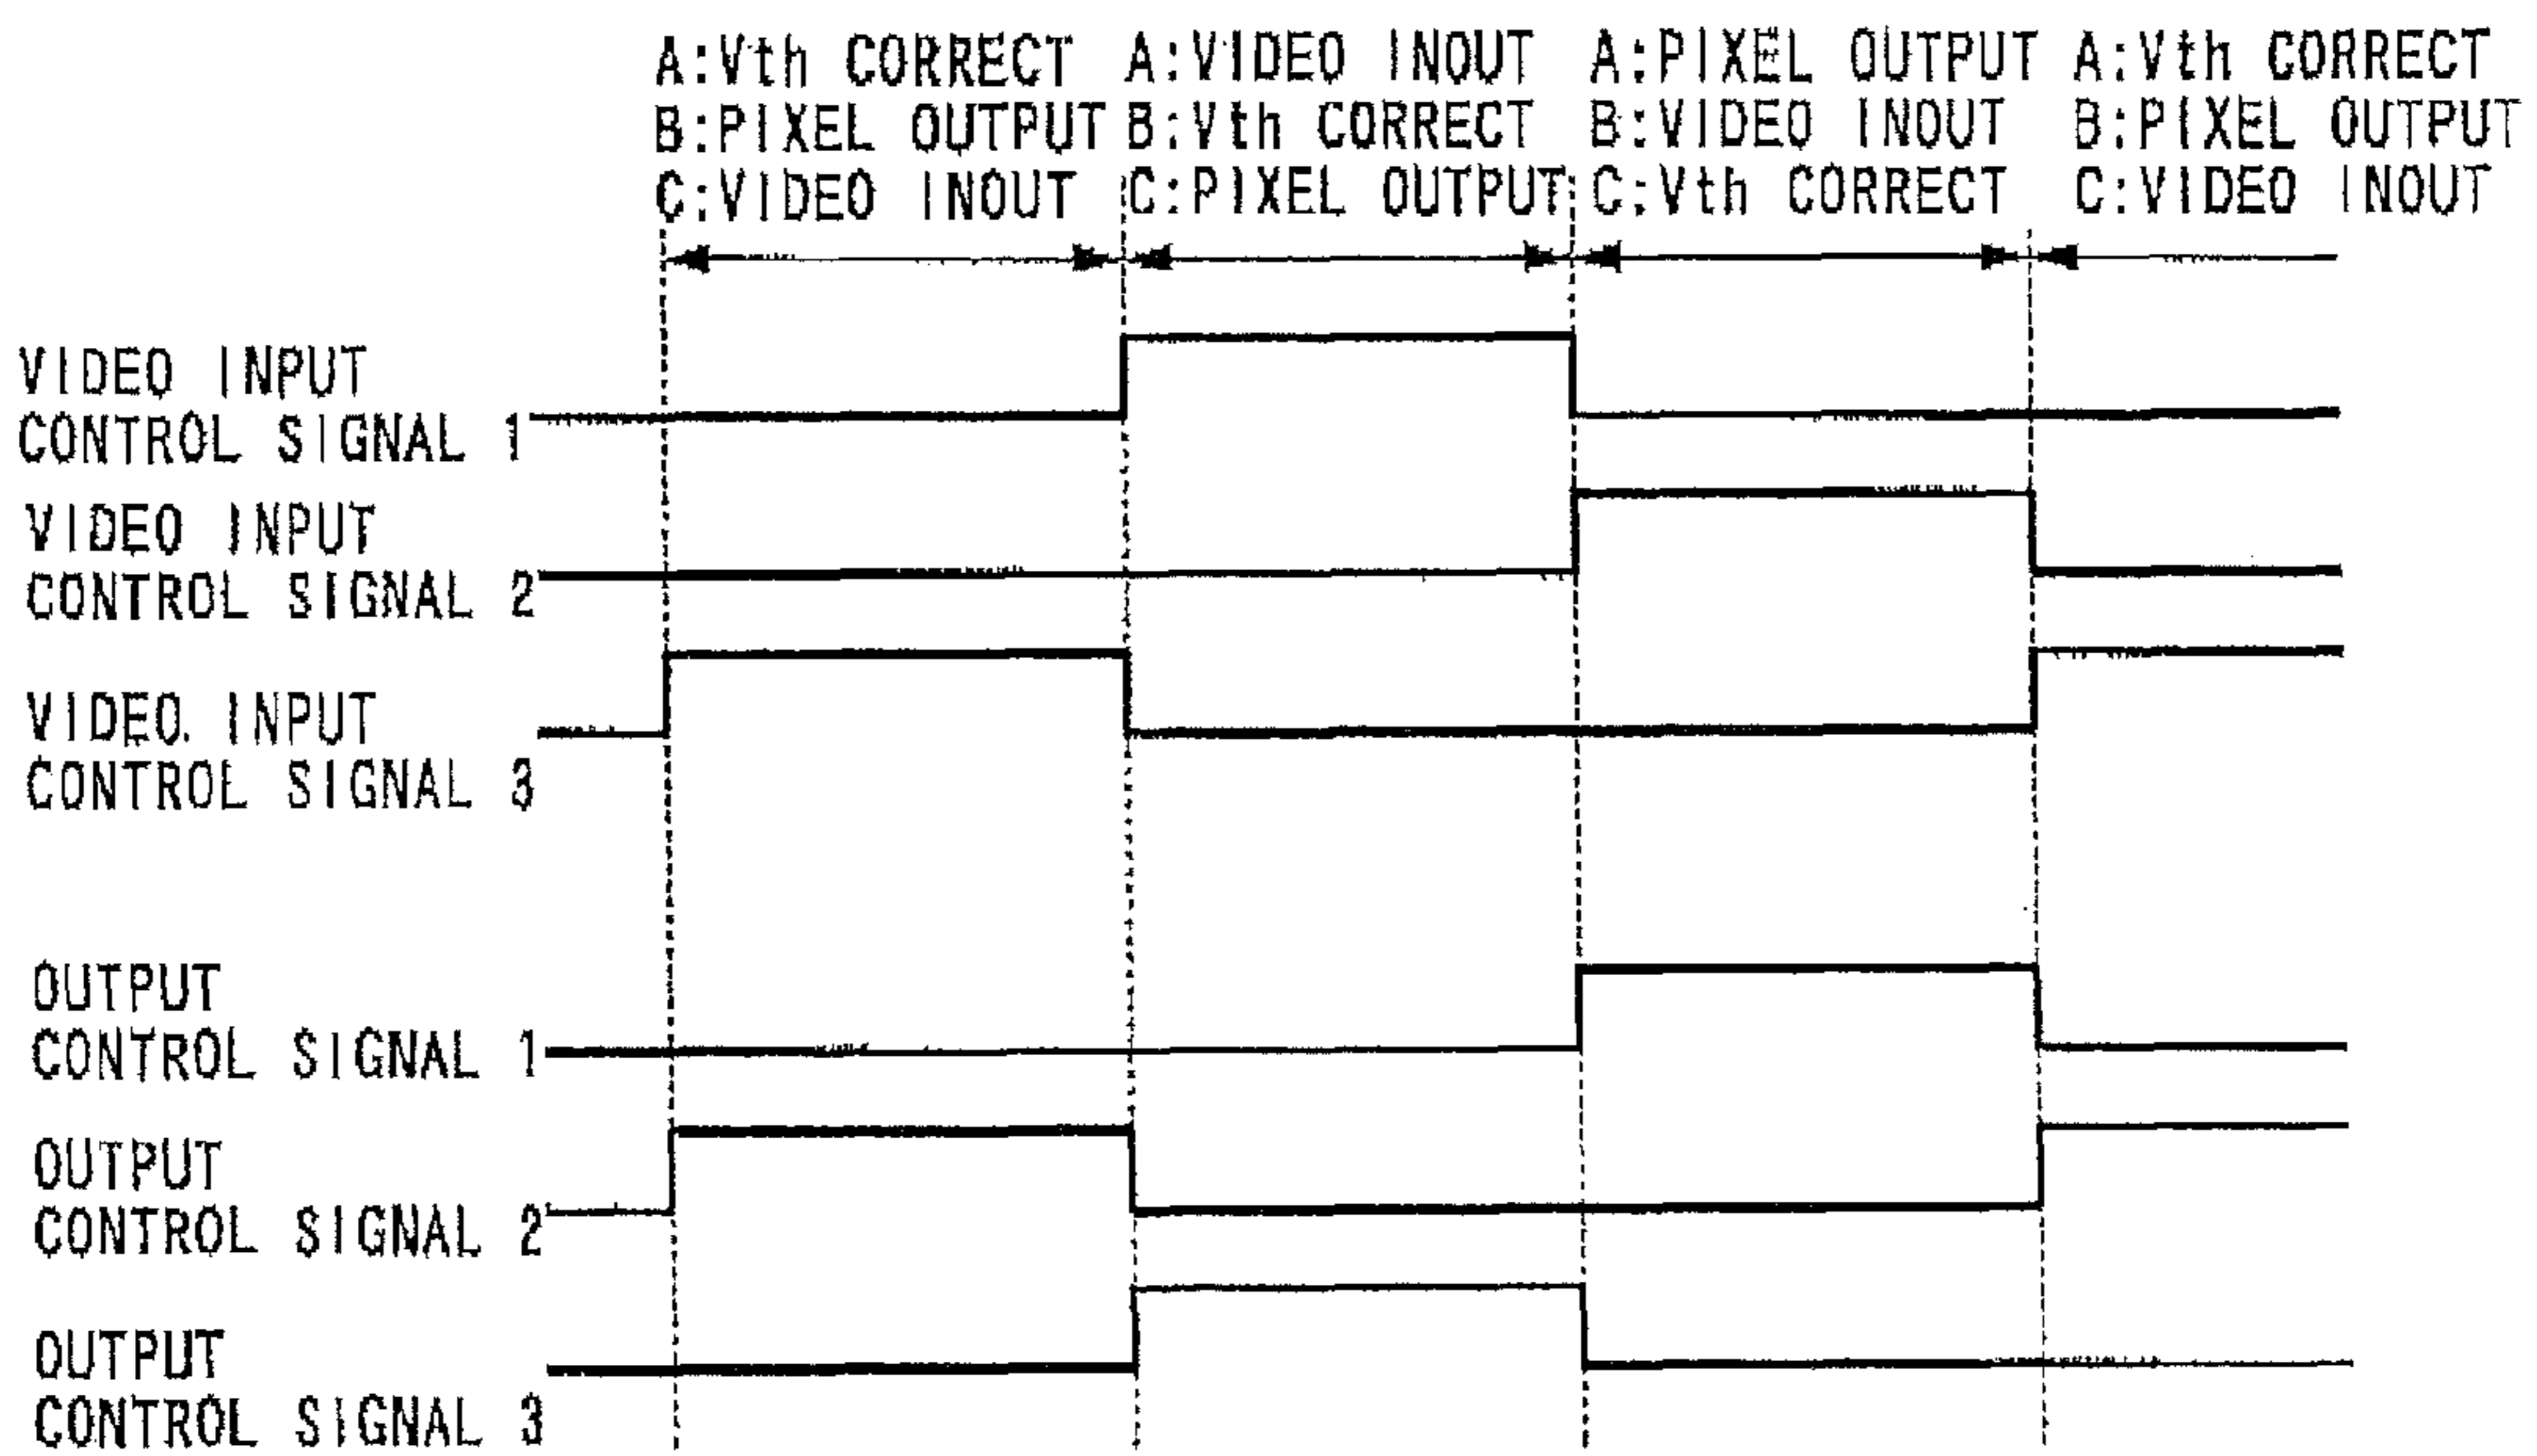 A:Vth CORRECT A:VIDEO INOUT A:PIXEL OUTPUT A:Vth CORRECT
B:PIXEL OUTPUT B:Vth CORRECT B:VIDEO INOUT B:PIXEL OUTPUT
C:VIDEO INOUT C:PIXEL OUTPUT C:Vth CORRECT C:VIDEO INOUT
VIDEO INPUT
CONTROL SIGNAL 1
VIDEO INPUT
CONTROL SIGNAL 2
VIDEO. INPUT
CONTROL SIGNAL 3
OUTPUT
CONTROL SIGNAL 1
OUTPUT
CONTROL SIGNAL 2
OUTPUT
CONTROL SIGNAL 3